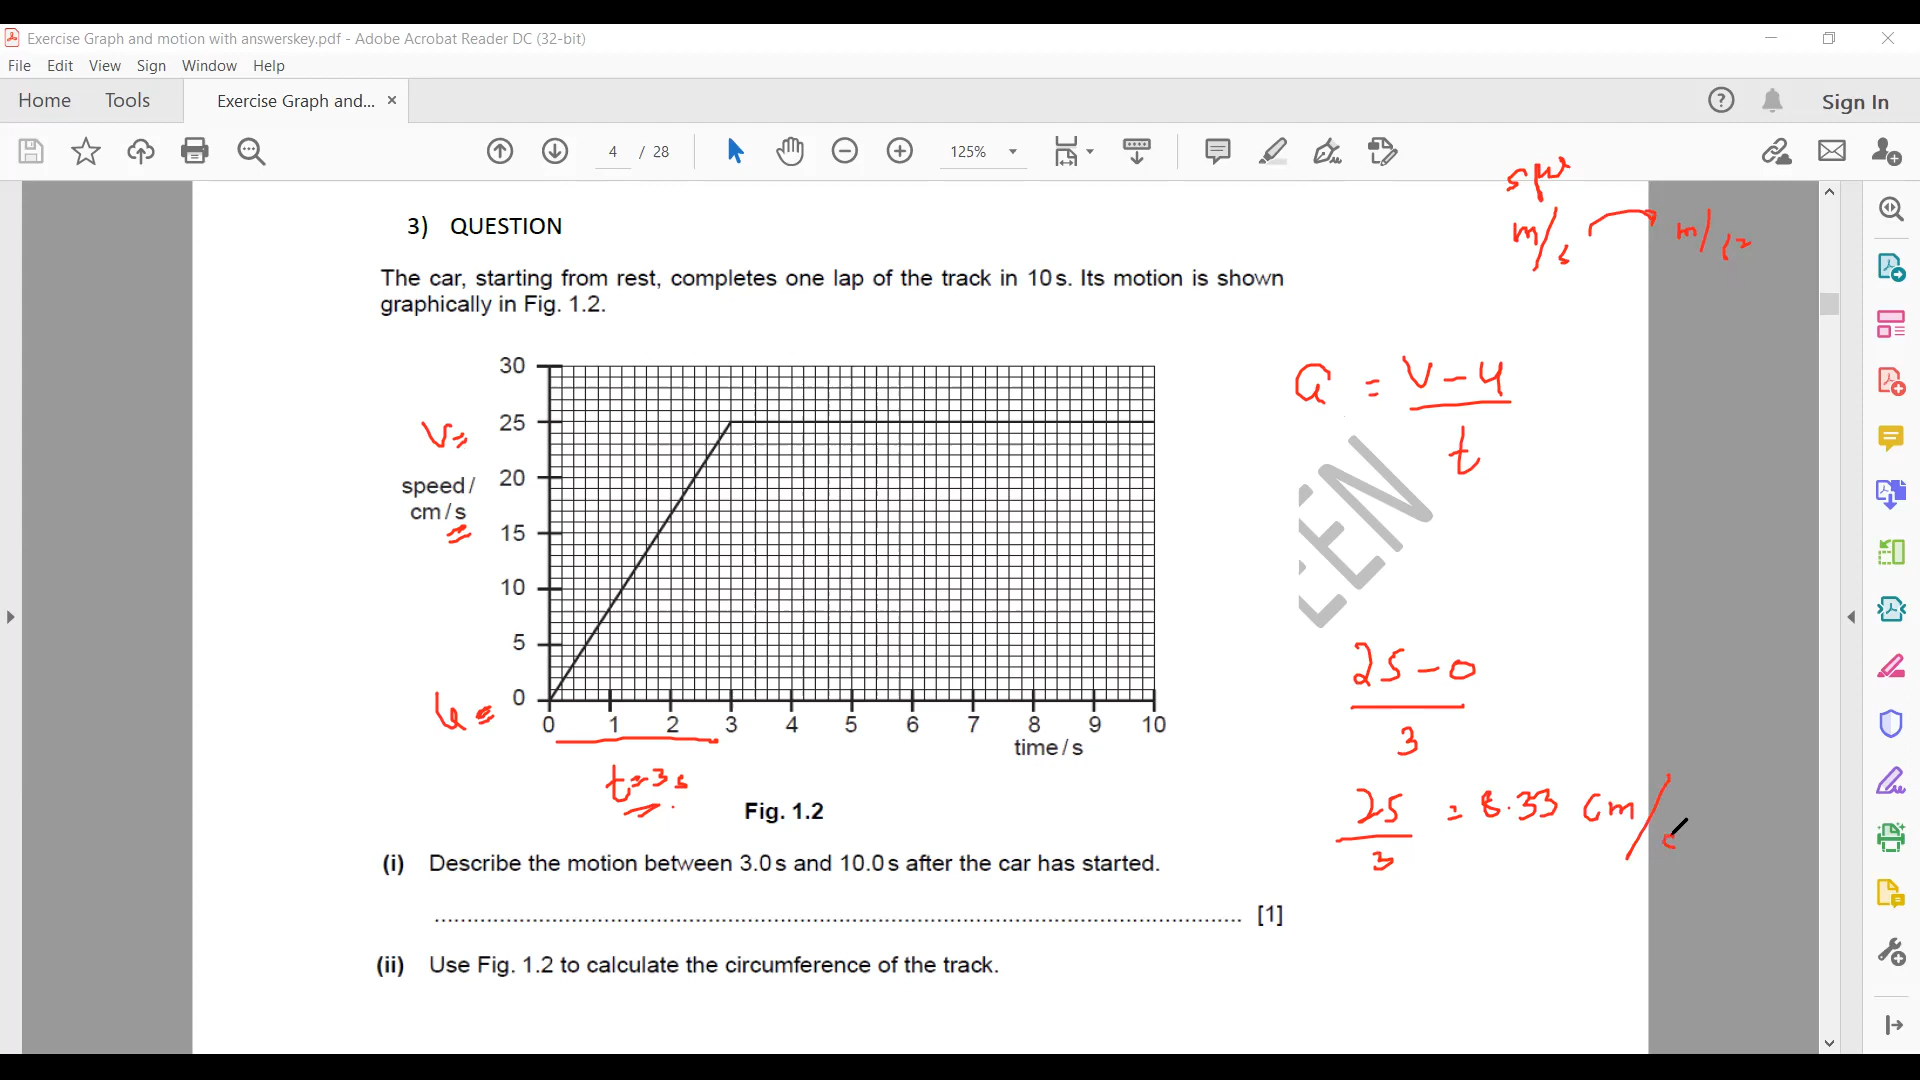 Exercise Graph and motion with answerskey.pdf - Adobe Acrobat Reader DC (32-bit)
File Edit View Sign Window Help
Home Tools Exercise Graph and... × Sign In
4 / 28 125%
m/s m/s²
3) QUESTION
The car, starting from rest, completes one lap of the track in 10 s. Its motion is shown
graphically in Fig. 1.2.
a = v - u
t
30
25
20
15
10
5
0
V=
speed /
cm / s
u=
0 1 2 3 4 5 6 7 8 9 10
time / s
t=3s
Fig. 1.2
EEN
25 - 0
3
25 = 8.33 cm/
3
(i) Describe the motion between 3.0 s and 10.0 s after the car has started.
.......................................................................................................... [1]
(ii) Use Fig. 1.2 to calculate the circumference of the track.